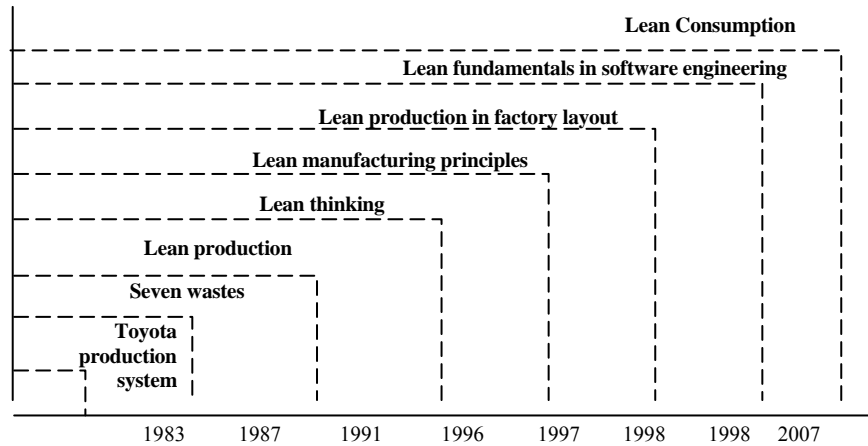 Lean Consumption
Lean fundamentals in software engineering
Lean production in factory layout
Lean manufacturing principles
Lean thinking
Lean production
Seven wastes
Toyota
production
system
1983 1987 1991 1996 1997 1998 1998 2007